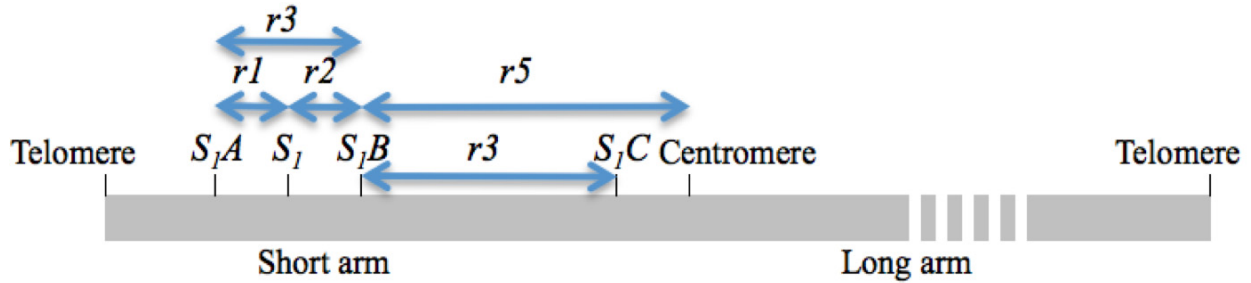 r3
r1 r2 r5
Telomere S1A S1 S1B r3 S1C Centromere Telomere
Short arm Long arm